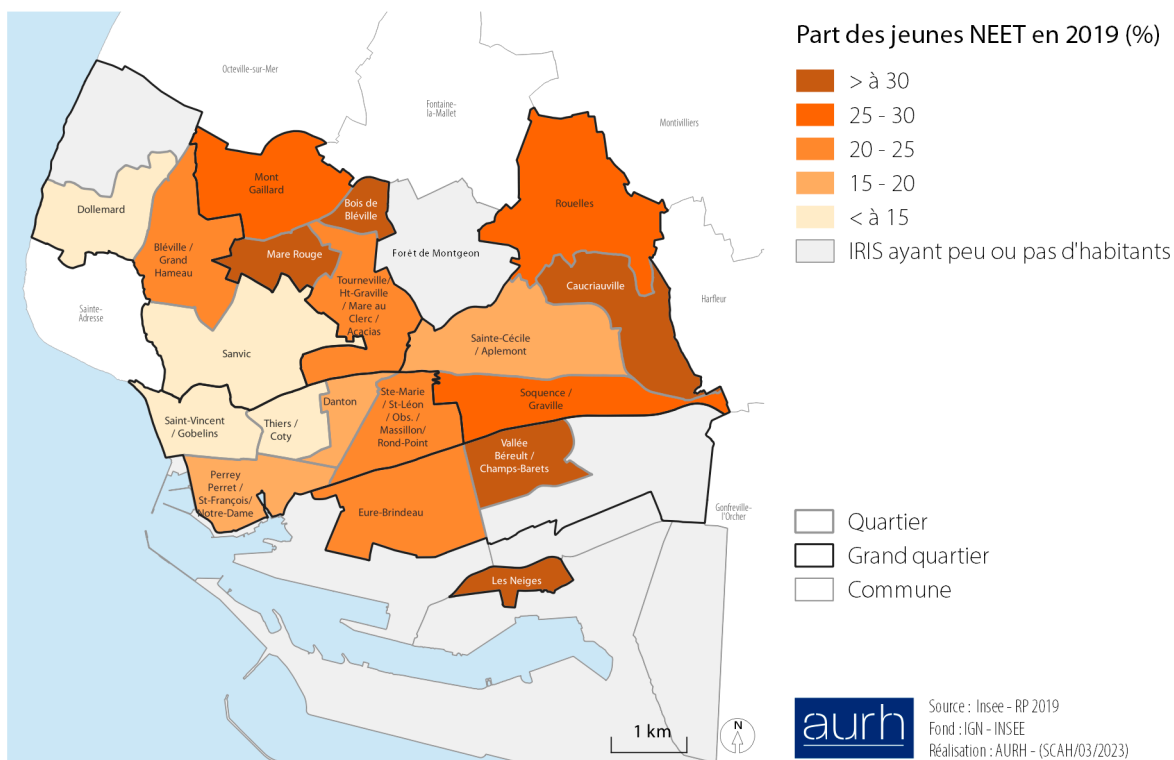 Part des jeunes NEET en 2019 (%)
> à 30
25 - 30
20 - 25
15 - 20
< à 15
IRIS ayant peu ou pas d'habitants
Octeville-sur-Mer
Fontaine-
la-Mallet
Montivilliers
Mont
Gaillard
Bois de
Bléville
Rouelles
Dollemard
Bléville /
Grand
Hameau
Mare Rouge
Forêt de Montgeon
Tourneville/
Ht-Graville
/ Mare au
Clerc /
Acacias
Caucriauville
Harfleur
Sainte-
Adresse
Sanvic
Sainte-Cécile
/ Aplemont
Saint-Vincent
/ Gobelins
Thiers /
Coty
Danton
Ste-Marie
/ St-Léon
/ Obs. /
Massillon/
Rond-Point
Soquence /
Graville
Vallée
Béreult /
Champs-Barets
Perrey
Perret /
St-François/
Notre-Dame
Eure-Brindeau
Gonfreville-
l'Orcher
Les Neiges
Quartier
Grand quartier
Commune
1 km
N
aurh
Source : Insee - RP 2019
Fond : IGN - INSEE
Réalisation : AURH - (SCAH/03/2023)